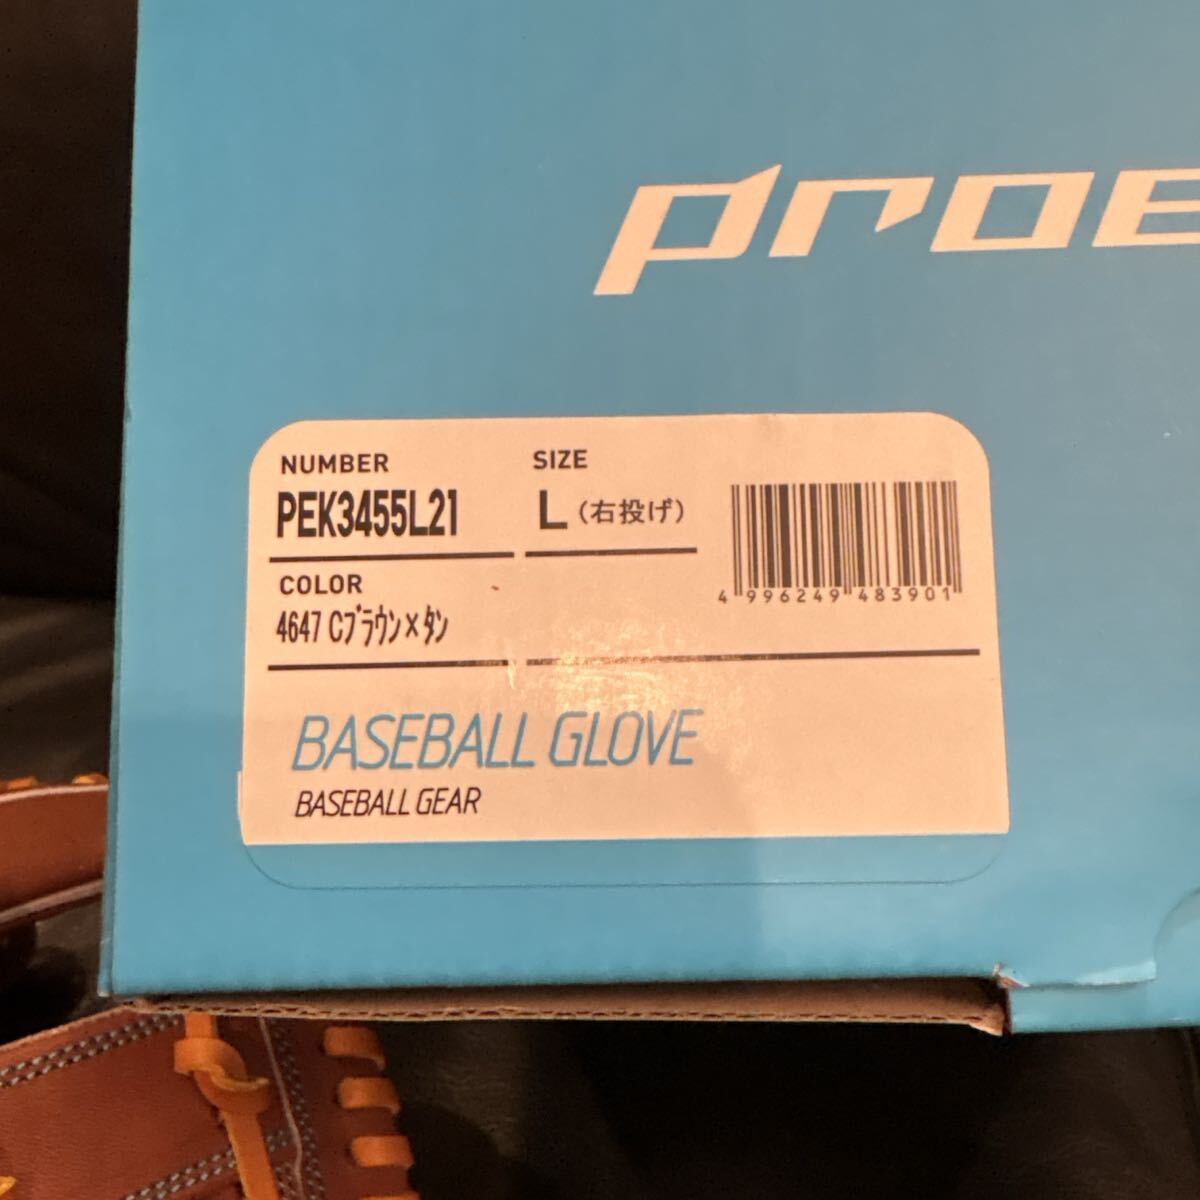 proe
NUMBER
PEK3455L21
SIZE
L (右投げ)
4 996249 483901
COLOR
4647 Cブラウン×タン
BASEBALL GLOVE
BASEBALL GEAR